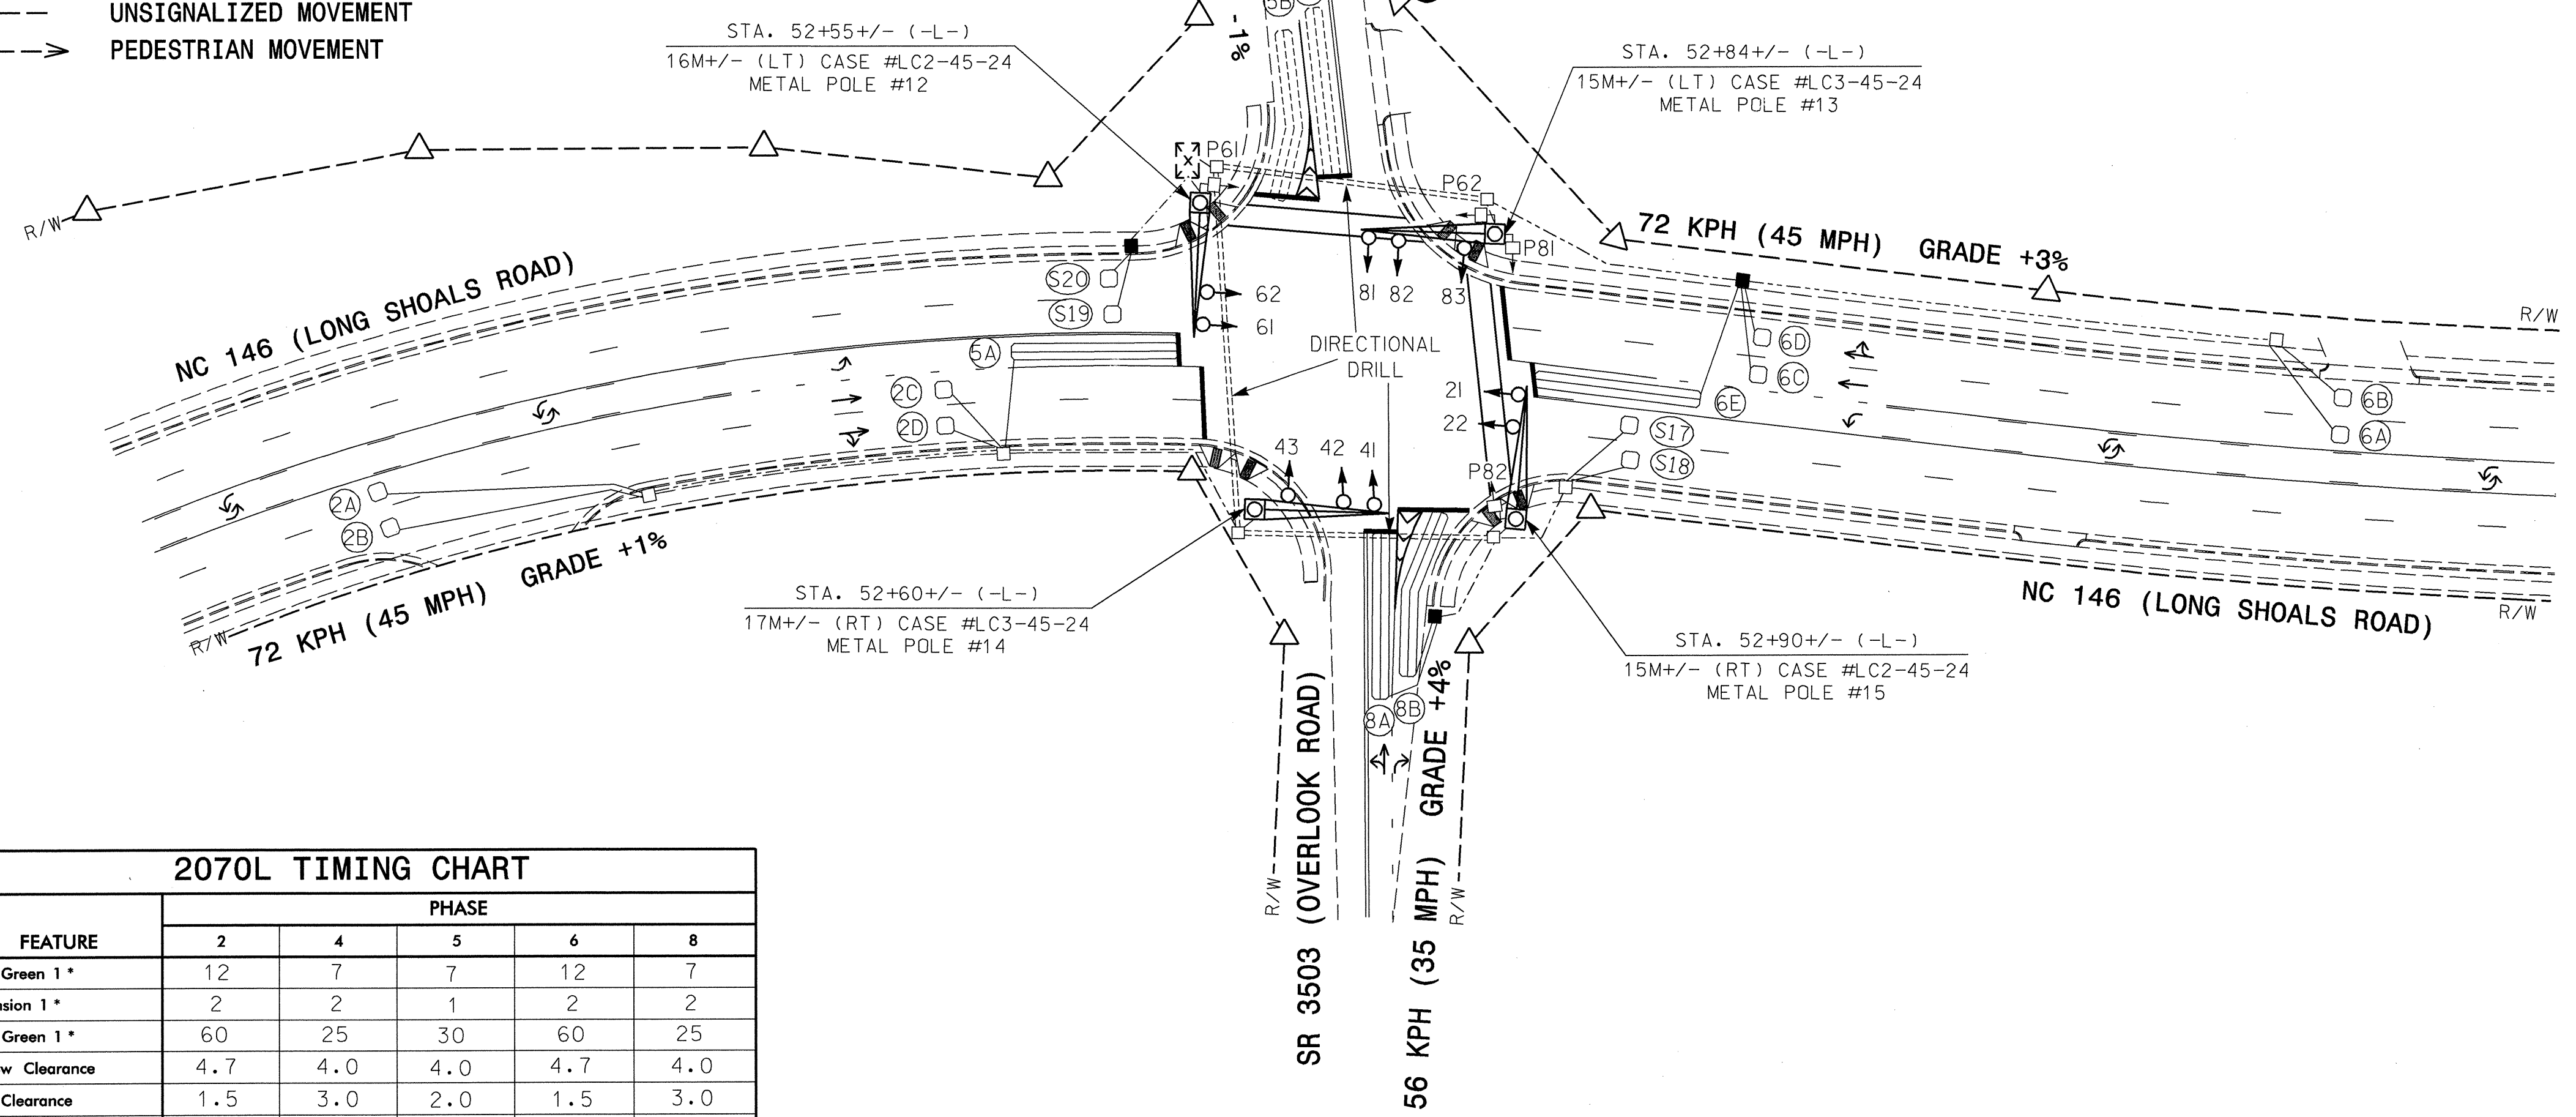 UNSIGNALIZED MOVEMENT
PEDESTRIAN MOVEMENT
STA. 52+55+/- (-L-)
16M+/- (LT) CASE #LC2-45-24
METAL POLE #12
-1%
5B
STA. 52+84+/- (-L-)
15M+/- (LT) CASE #LC3-45-24
METAL POLE #13
P61
P62
P81
R/W
72 KPH (45 MPH) GRADE +3%
R/W
NC 146 (LONG SHOALS ROAD)
S20
S19
62
61
81 82 83
DIRECTIONAL
DRILL
5A
2C
2D
6D
6C
6E
6B
6A
21
22
S17
S18
43 42 41
P82
2A
2B
R/W
72 KPH (45 MPH) GRADE +1%
NC 146 (LONG SHOALS ROAD)
R/W
STA. 52+60+/- (-L-)
17M+/- (RT) CASE #LC3-45-24
METAL POLE #14
STA. 52+90+/- (-L-)
15M+/- (RT) CASE #LC2-45-24
METAL POLE #15
8A
8B
R/W
SR 3503 (OVERLOOK ROAD)
56 KPH (35 MPH) GRADE +4%
R/W
2070L TIMING CHART
PHASE
FEATURE 2 4 5 6 8
Green 1 * 12 7 7 12 7
sion 1 * 2 2 1 2 2
Green 1 * 60 25 30 60 25
w Clearance 4.7 4.0 4.0 4.7 4.0
Clearance 1.5 3.0 2.0 1.5 3.0